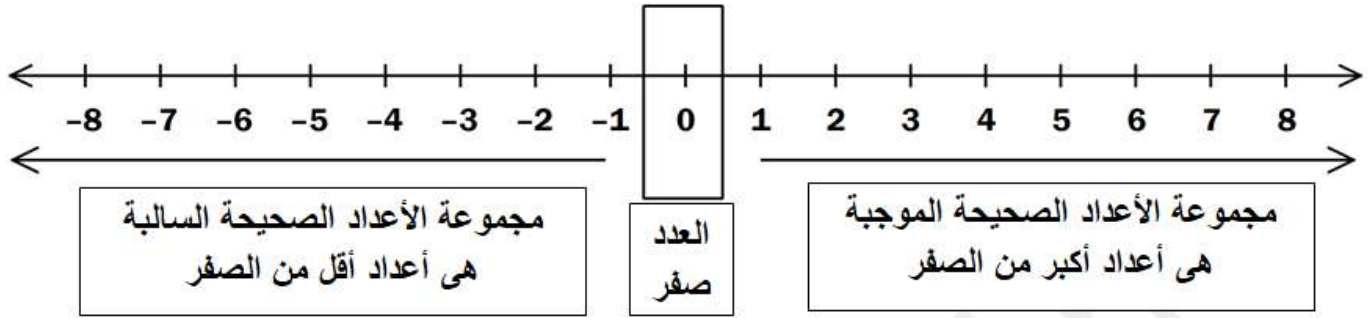 –8 –7 –6 –5 –4 –3 –2 –1 0 1 2 3 4 5 6 7 8
مجموعة الأعداد الصحيحة الموجبة
هى أعداد أكبر من الصفر
العدد
صفر
مجموعة الأعداد الصحيحة السالبة
هى أعداد أقل من الصفر